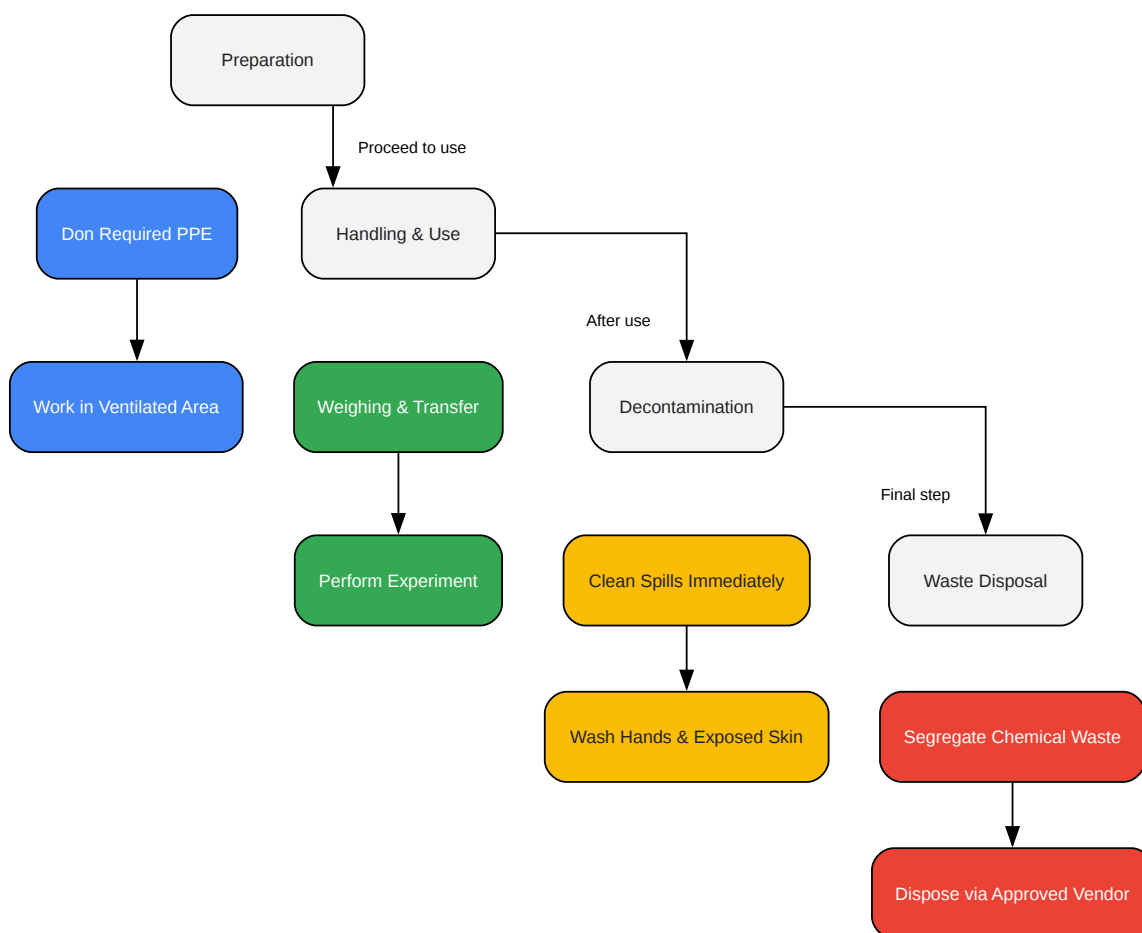 Preparation
Proceed to use
Don Required PPE
Handling & Use
After use
Work in Ventilated Area
Weighing & Transfer
Decontamination
Final step
Perform Experiment
Clean Spills Immediately
Waste Disposal
Wash Hands & Exposed Skin
Segregate Chemical Waste
Dispose via Approved Vendor